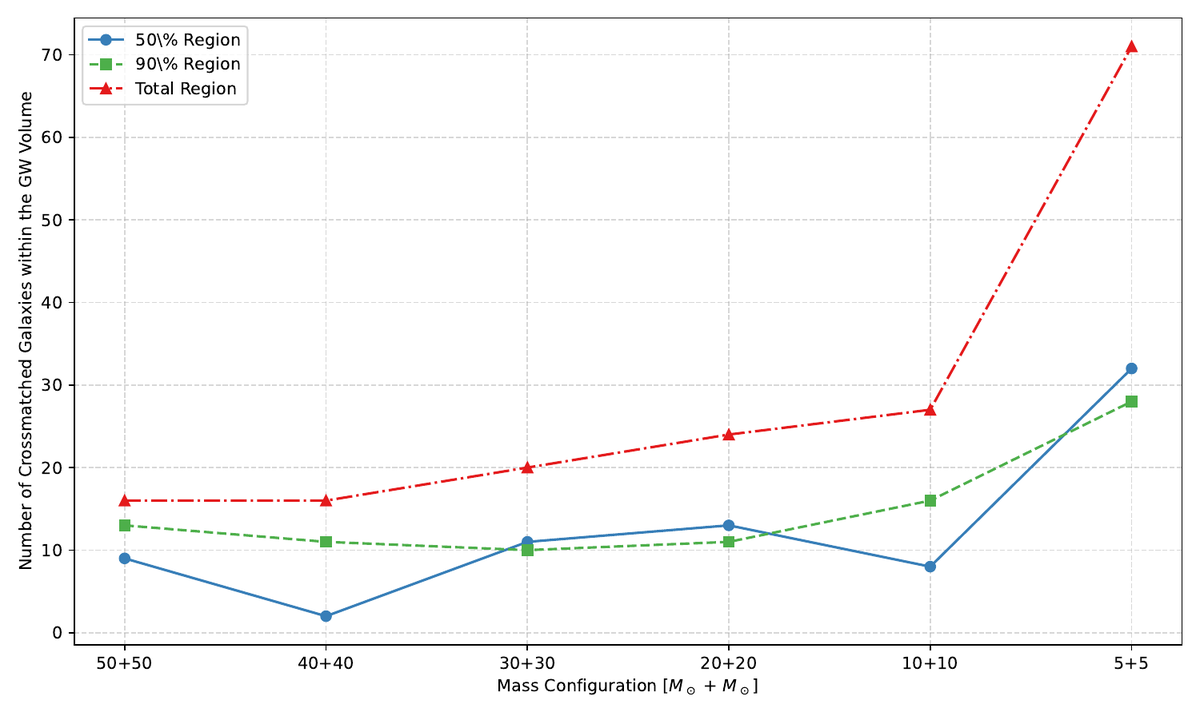 50\% Region
90\% Region
Total Region
Number of Crossmatched Galaxies within the GW Volume
70
60
50
40
30
20
10
0
50+50 40+40 30+30 20+20 10+10 5+5
Mass Configuration [M⊙ + M⊙]